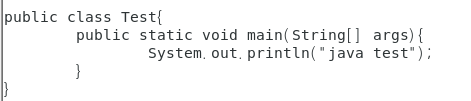 public class Test{
        public static void main(String[] args){
                System.out.println("java test");
        }
}